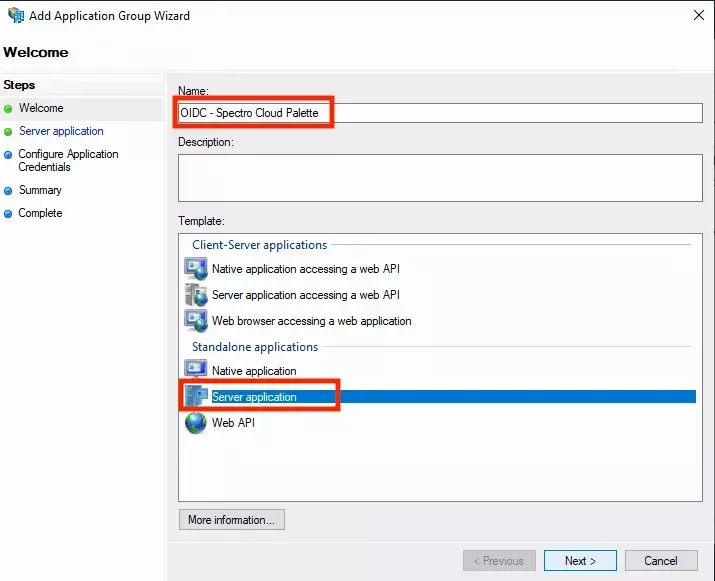 Add Application Group Wizard
Welcome
Steps
Welcome
Server application
Configure Application
Credentials
Summary
Complete
Name:
OIDC - Spectro Cloud Palette
Description:
Template:
Client-Server applications
Native application accessing a web API
Server application accessing a web API
Web browser accessing a web application
Standalone applications
Native application
Server application
Web API
More information...
< Previous
Next >
Cancel